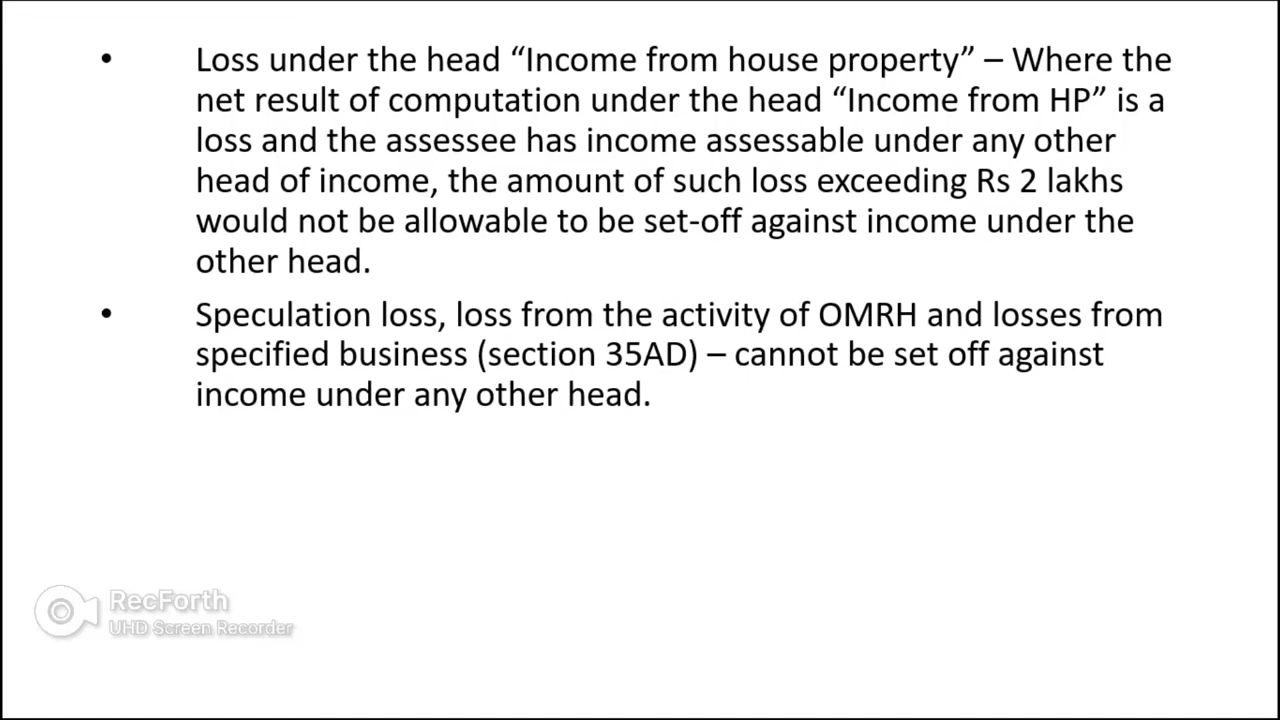 • Loss under the head “Income from house property” – Where the
net result of computation under the head “Income from HP” is a
loss and the assessee has income assessable under any other
head of income, the amount of such loss exceeding Rs 2 lakhs
would not be allowable to be set-off against income under the
other head.
• Speculation loss, loss from the activity of OMRH and losses from
specified business (section 35AD) – cannot be set off against
income under any other head.
RecForth
UHD Screen Recorder